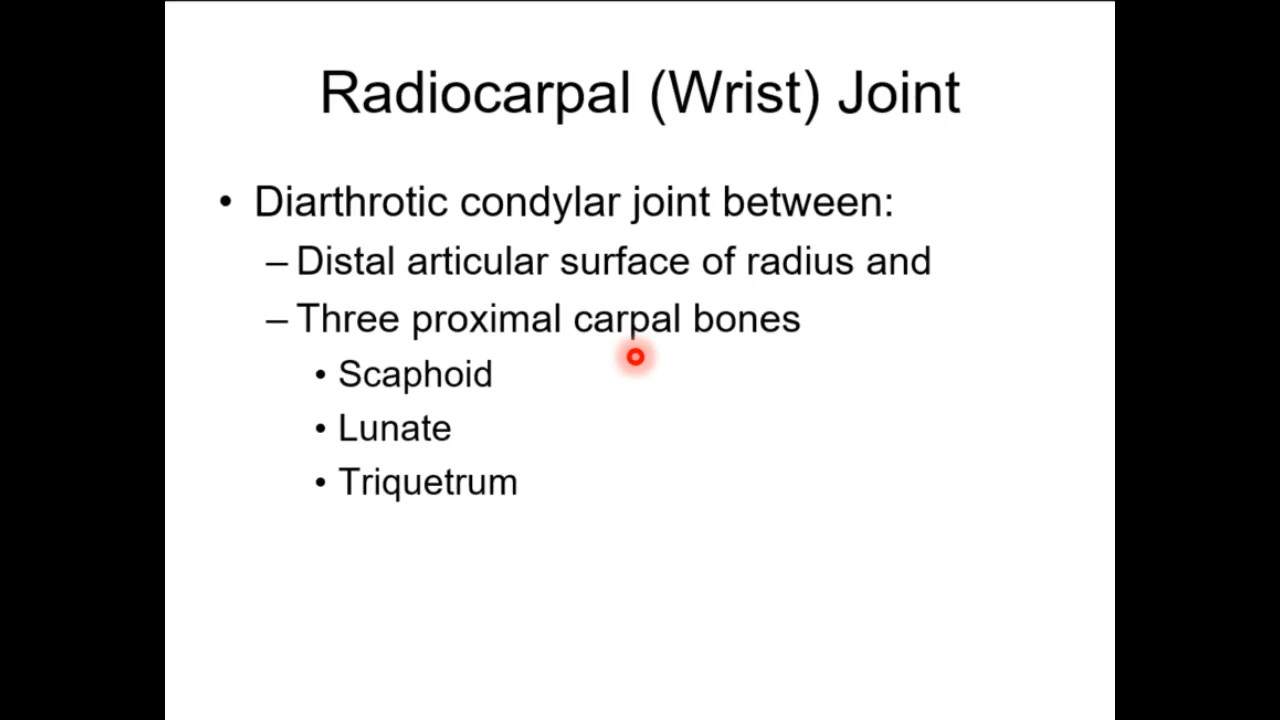 Radiocarpal (Wrist) Joint
• Diarthrotic condylar joint between:
– Distal articular surface of radius and
– Three proximal carpal bones
• Scaphoid
• Lunate
• Triquetrum